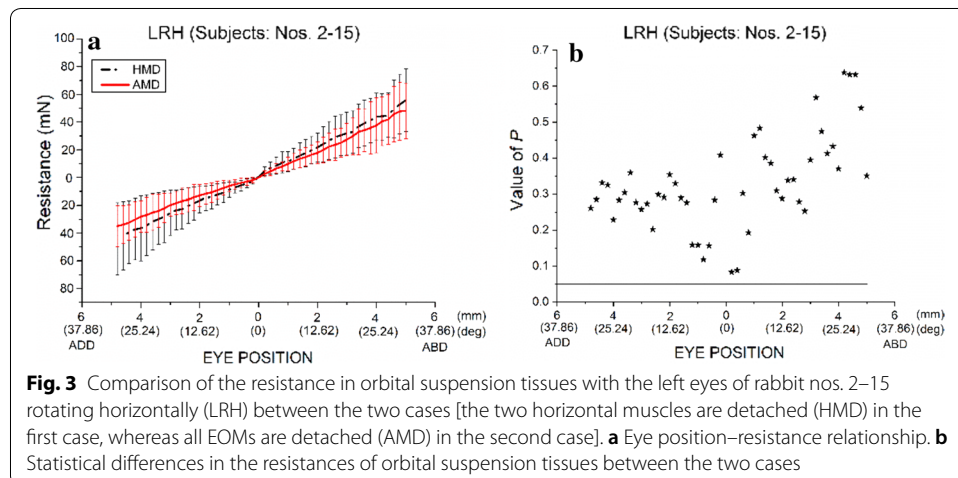 a
LRH (Subjects: Nos. 2-15)
HMD
AMD
Resistance (mN)
100
80
60
40
20
0
20
40
60
80
6 4 2 0 2 4 6 (mm)
(37.86) (25.24) (12.62) (0) (12.62) (25.24) (37.86) (deg)
ADD ABD
EYE POSITION
b
LRH (Subjects: Nos. 2-15)
Value of P
0.7
0.6
0.5
0.4
0.3
0.2
0.1
0.0
6 4 2 0 2 4 6 (mm)
(37.86) (25.24) (12.62) (0) (12.62) (25.24) (37.86) (deg)
ADD ABD
EYE POSITION
Fig. 3 Comparison of the resistance in orbital suspension tissues with the left eyes of rabbit nos. 2–15
rotating horizontally (LRH) between the two cases [the two horizontal muscles are detached (HMD) in the
first case, whereas all EOMs are detached (AMD) in the second case]. a Eye position–resistance relationship. b
Statistical differences in the resistances of orbital suspension tissues between the two cases